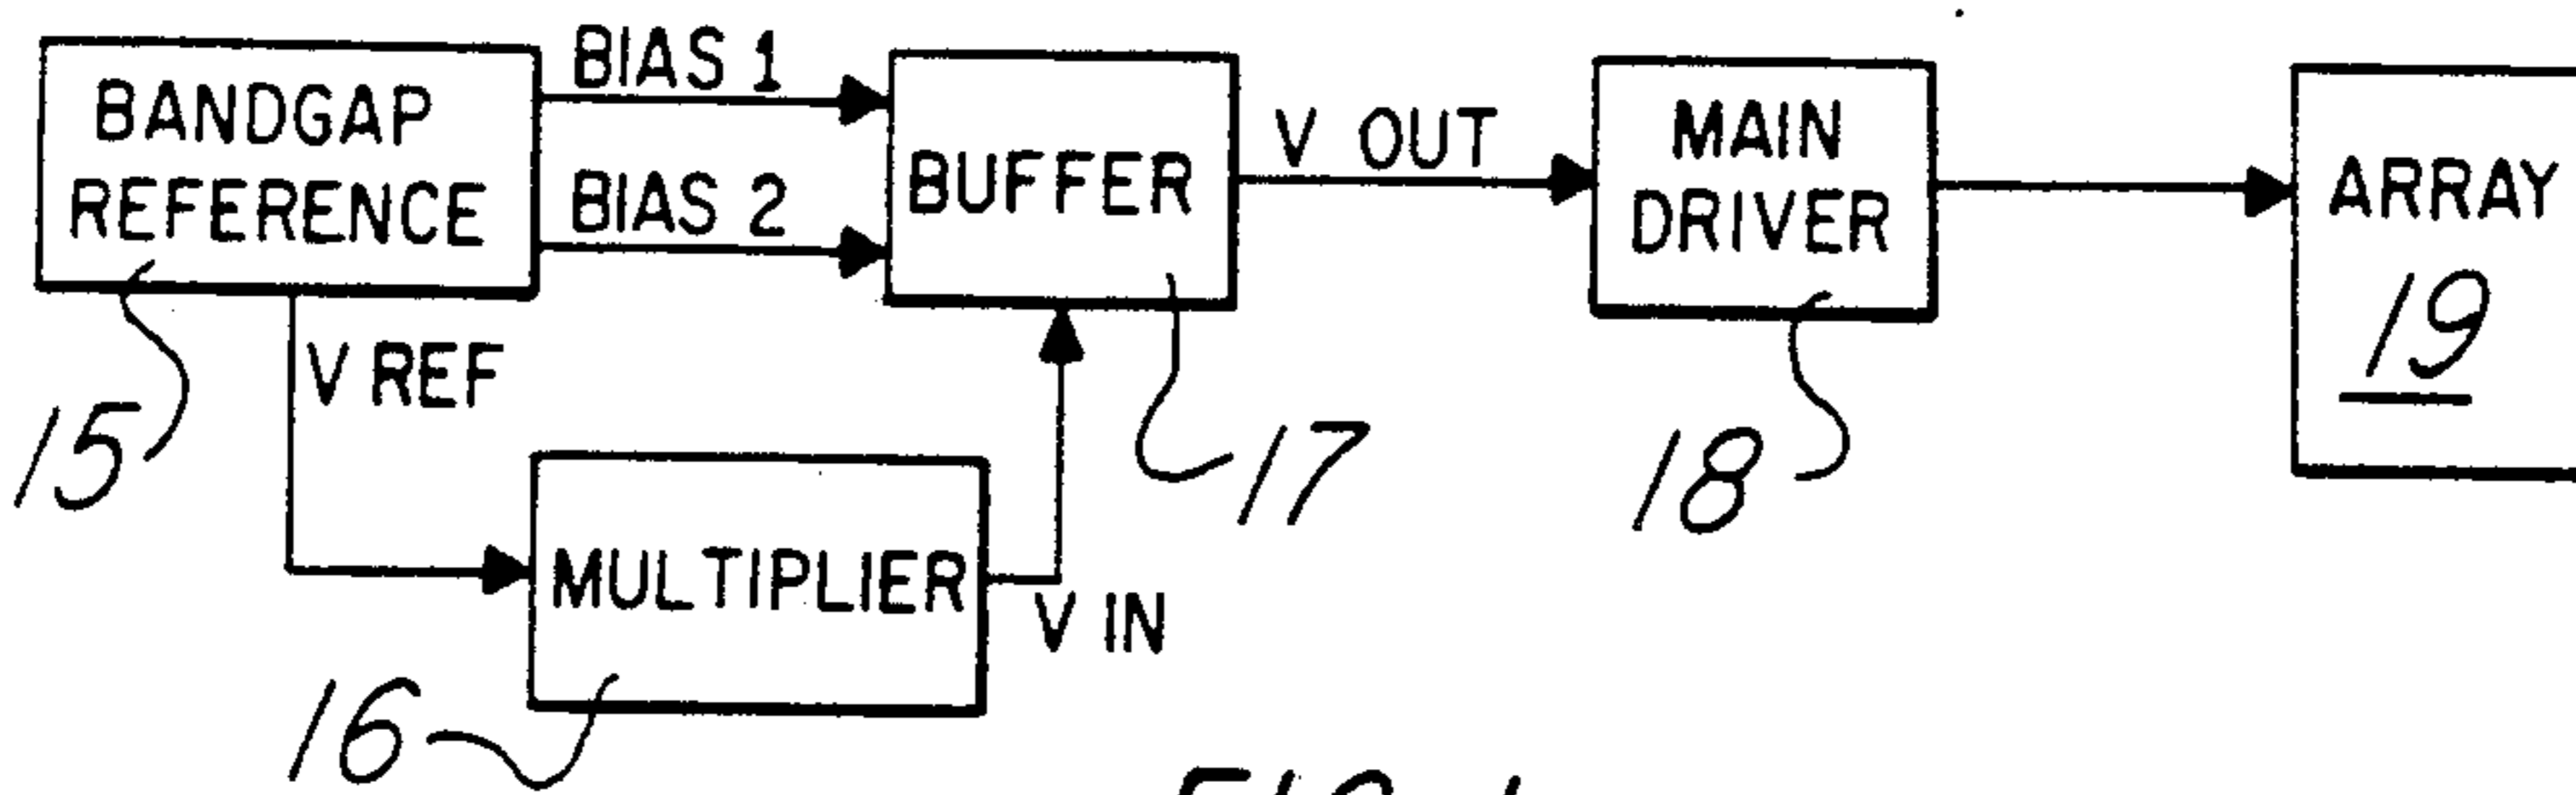 BANDGAP
REFERENCE
BIAS 1
BIAS 2
BUFFER
V OUT
MAIN
DRIVER
ARRAY
19
V REF
15
17
18
MULTIPLIER
V IN
16